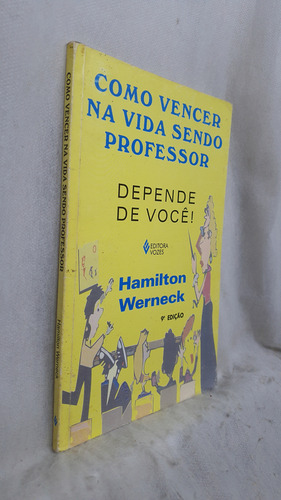 COMO VENCER
NA VIDA SENDO
PROFESSOR
DEPENDE
DE VOCÊ!
EDITORA
VOZES
Hamilton
Werneck
9ª EDIÇÃO
COMO VENCER NA VIDA SENDO PROFESSOR
Hamilton Werneck